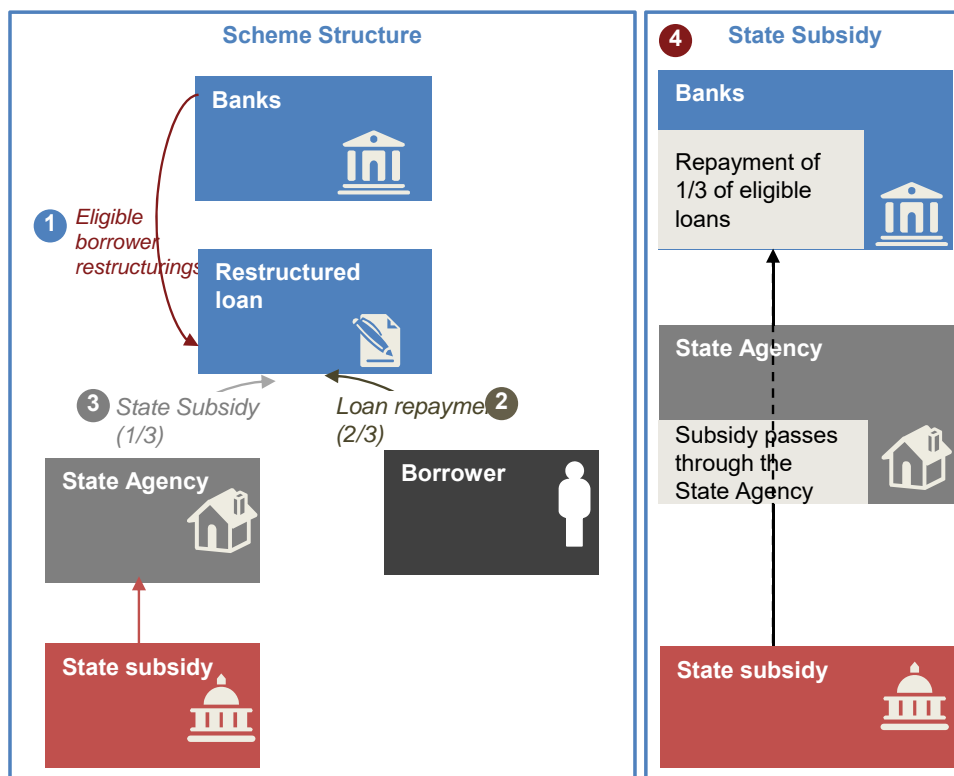 Scheme Structure
Banks
1
Eligible
borrower
restructurings
Restructured
loan
3
State Subsidy
(1/3)
Loan repayme
2
(2/3)
State Agency
Borrower
State subsidy
4
State Subsidy
Banks
Repayment of
1/3 of eligible
loans
State Agency
Subsidy passes
through the
State Agency
State subsidy